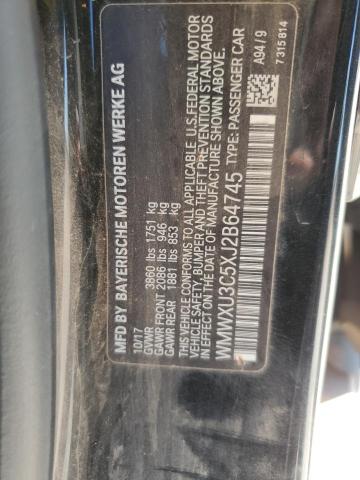 MFD BY BAYERISCHE MOTOREN WERKE AG
10/17
GVWR 3860 lbs 1751 kg
GAWR FRONT 2086 lbs 946 kg
GAWR REAR 1881 lbs 853 kg
THIS VEHICLE CONFORMS TO ALL APPLICABLE U.S. FEDERAL MOTOR
VEHICLE SAFETY, BUMPER AND THEFT PREVENTION STANDARDS
IN EFFECT ON THE DATE OF MANUFACTURE SHOWN ABOVE.
WMWXU3C5XJ2B64745 TYPE: PASSENGER CAR
A94/9
7 315 814